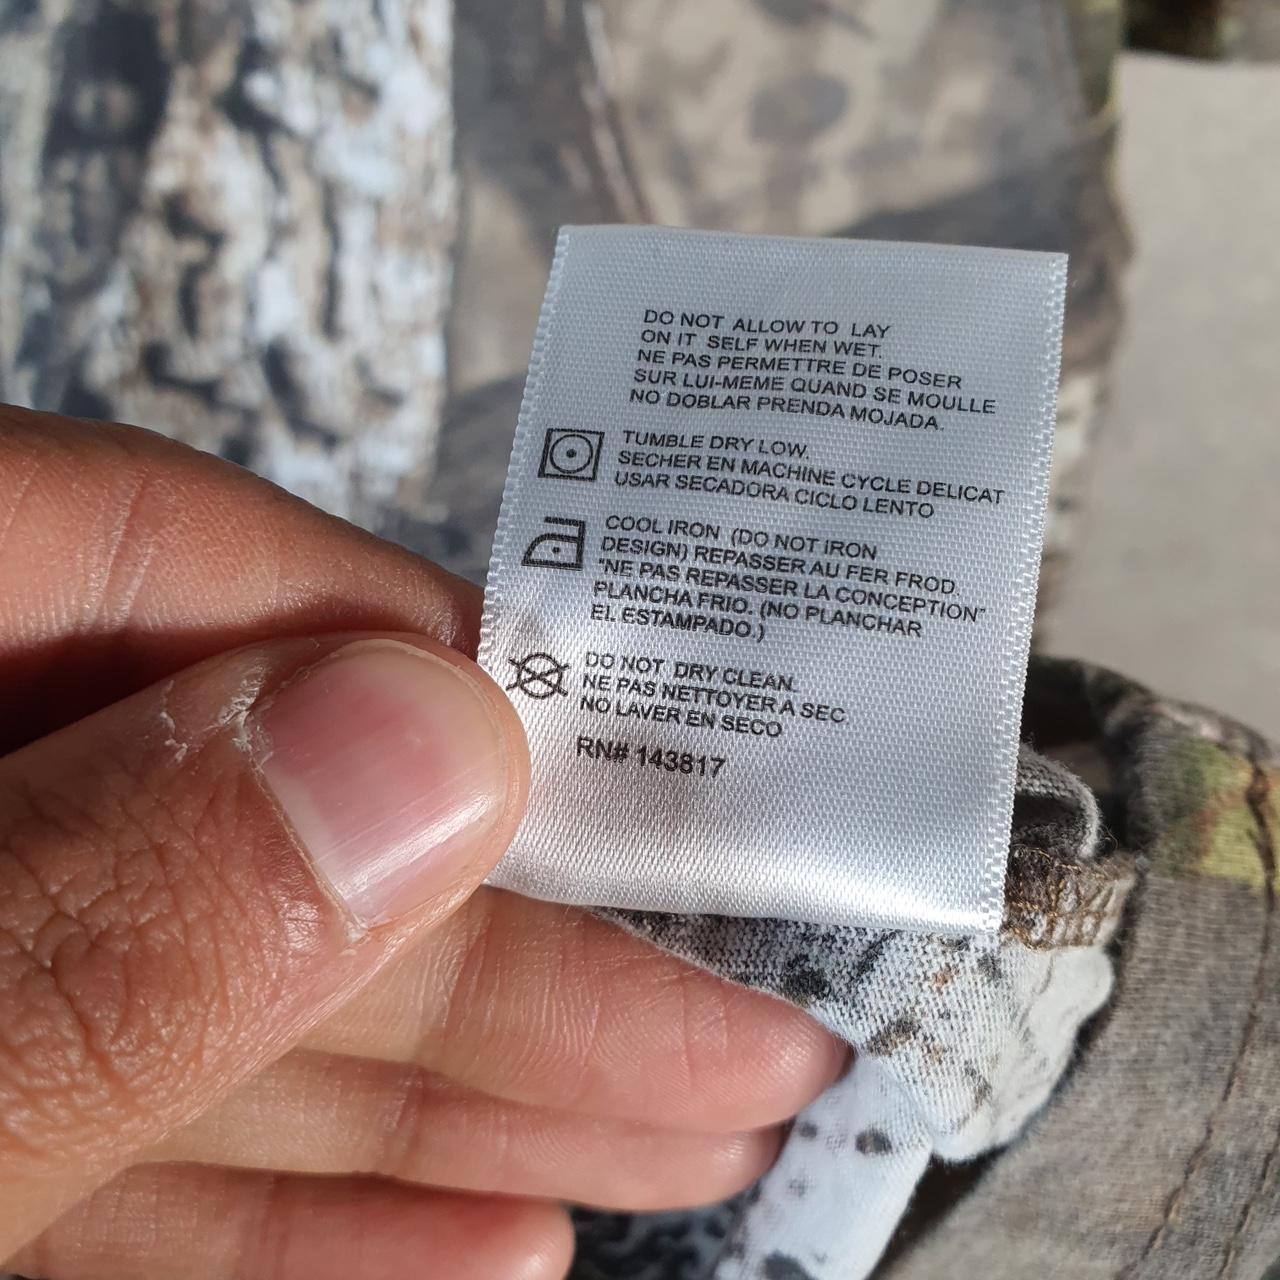 DO NOT ALLOW TO LAY
ON IT SELF WHEN WET.
NE PAS PERMETTRE DE POSER
SUR LUI-MEME QUAND SE MOULLE
NO DOBLAR PRENDA MOJADA.
TUMBLE DRY LOW.
SECHER EN MACHINE CYCLE DELICAT
USAR SECADORA CICLO LENTO
COOL IRON (DO NOT IRON
DESIGN) REPASSER AU FER FROD.
"NE PAS REPASSER LA CONCEPTION"
PLANCHA FRIO. (NO PLANCHAR
EL ESTAMPADO.)
DO NOT DRY CLEAN.
NE PAS NETTOYER A SEC
NO LAVER EN SECO
RN# 143817